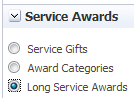 Service Awards
Service Gifts
Award Categories
Long Service Awards